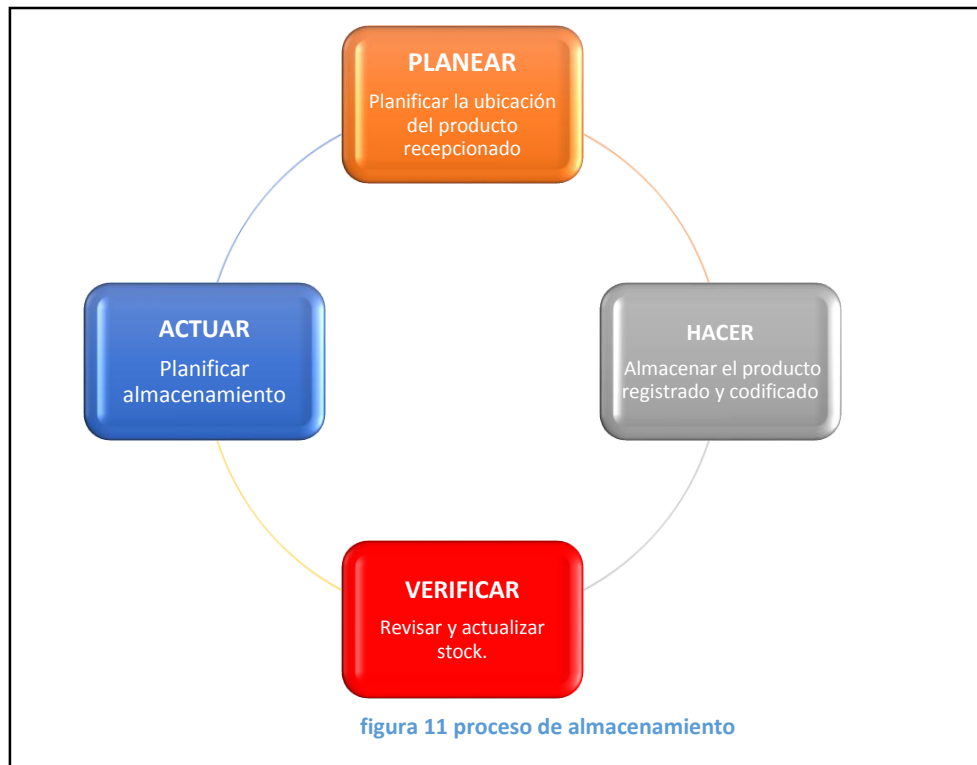 PLANEAR
Planificar la ubicación
del producto
recepcionado
ACTUAR
Planificar
almacenamiento
HACER
Almacenar el producto
registrado y codificado
VERIFICAR
Revisar y actualizar
stock.
figura 11 proceso de almacenamiento